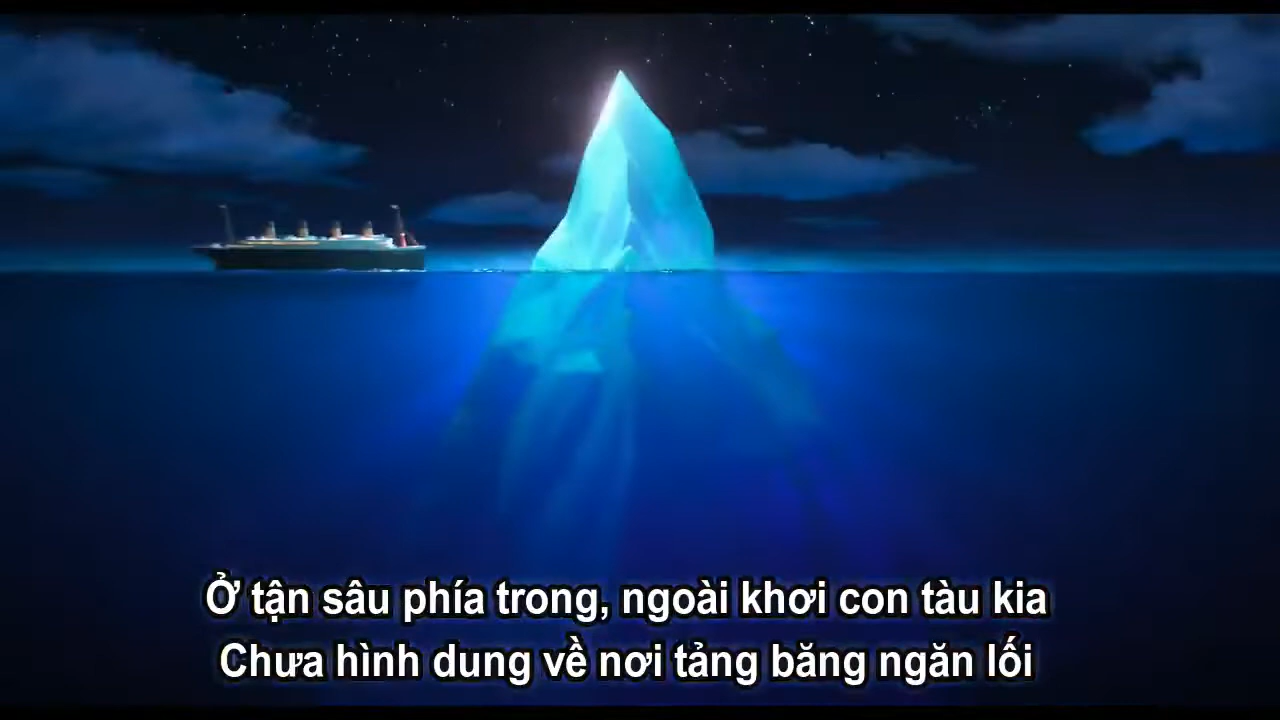 Ở tận sâu phía trong, ngoài khơi con tàu kia
Chưa hình dung về nơi tảng băng ngăn lối